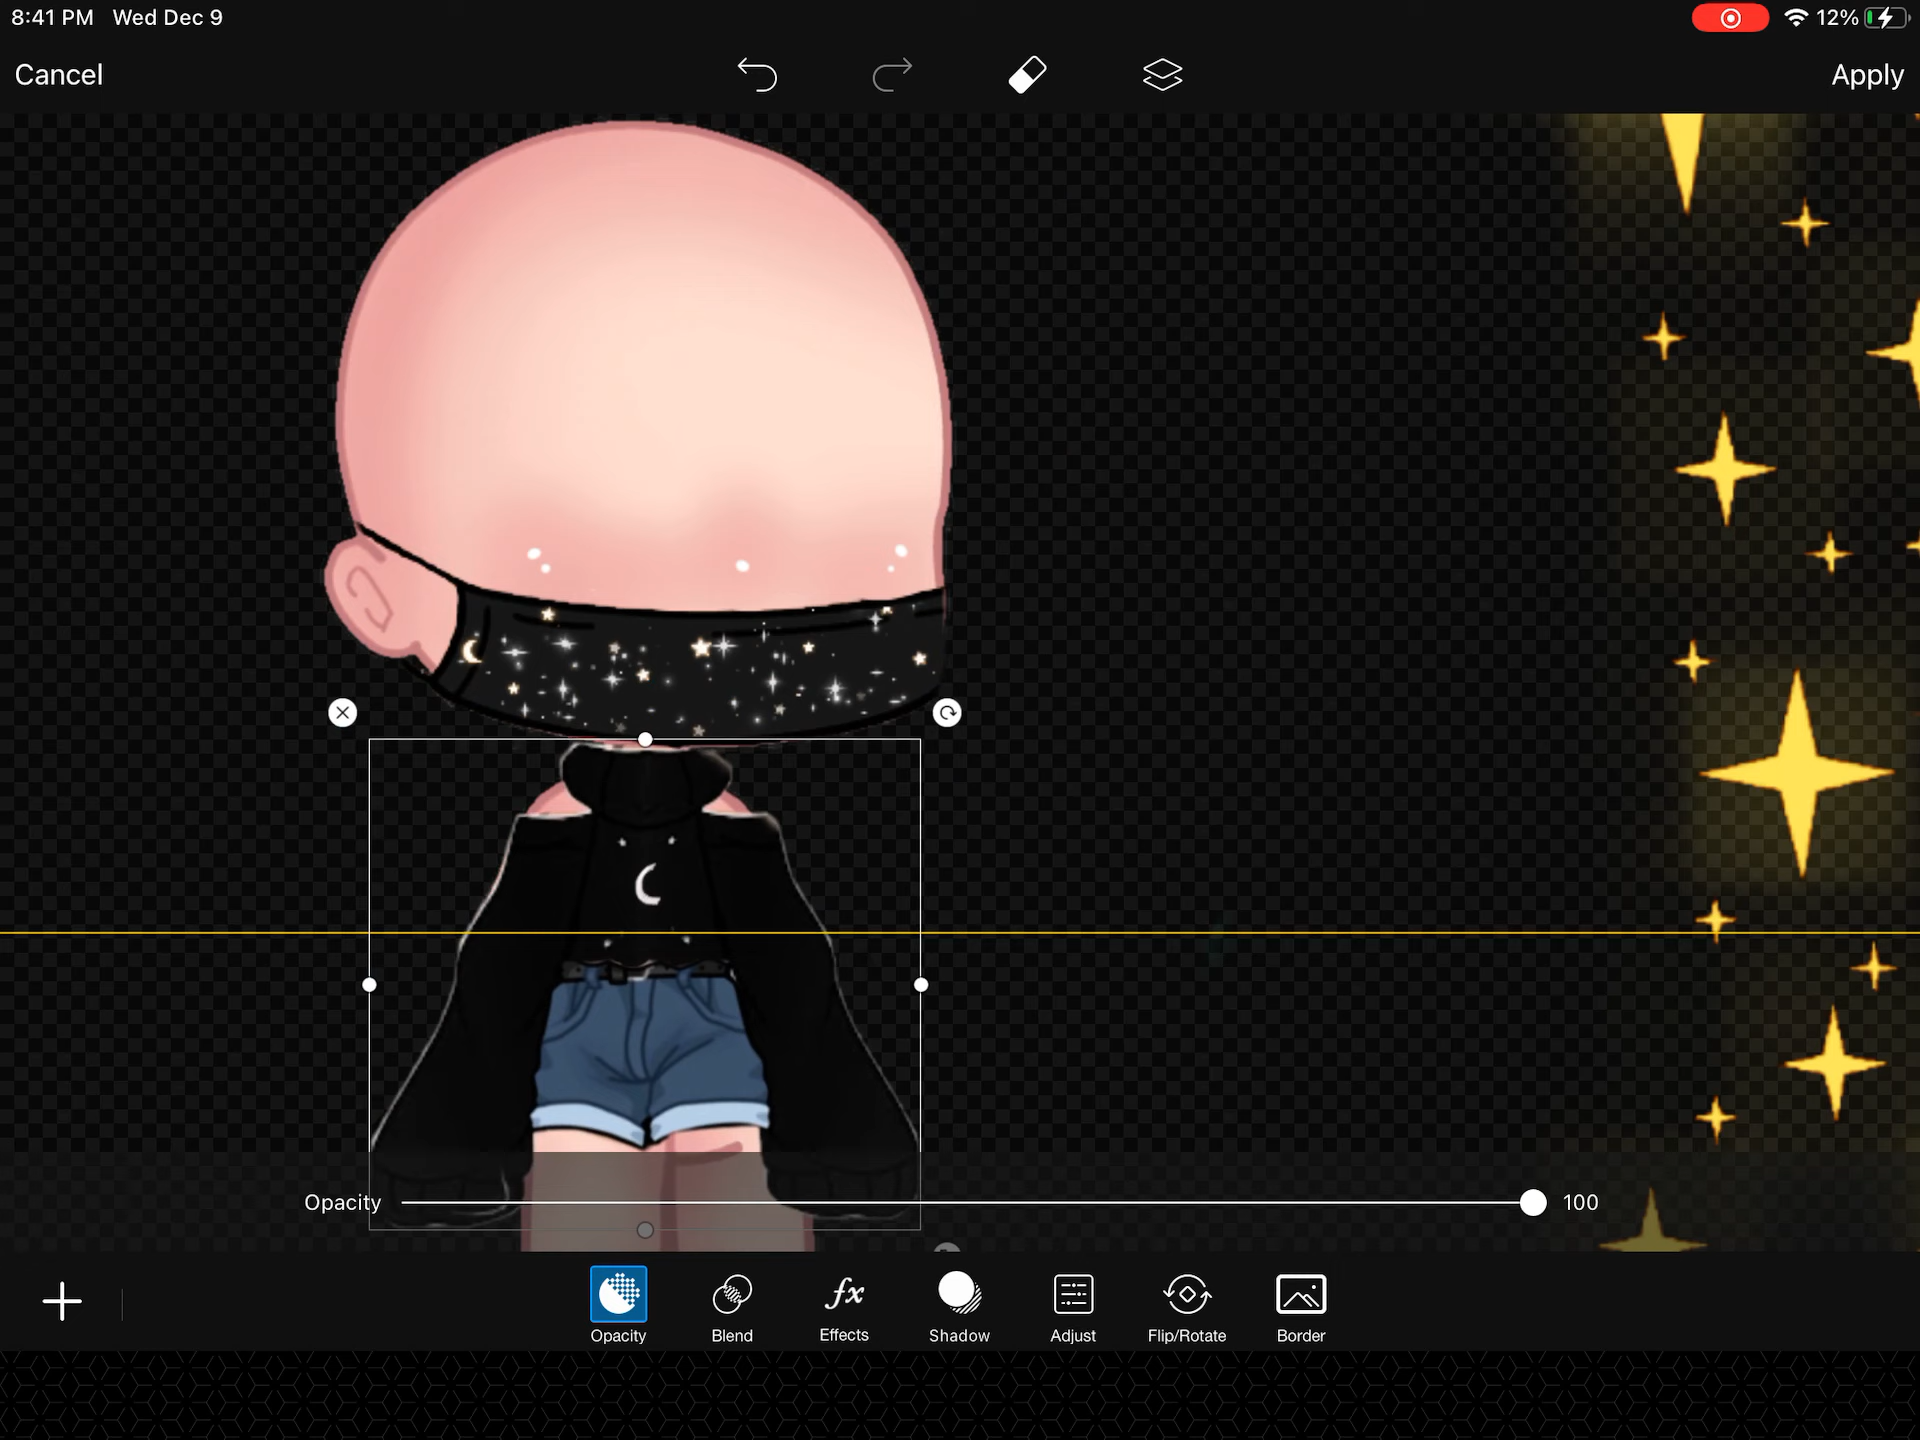 8:41 PM Wed Dec 9
12%
Cancel
Apply
Opacity
100
Opacity
Blend
Effects
Shadow
Adjust
Flip/Rotate
Border